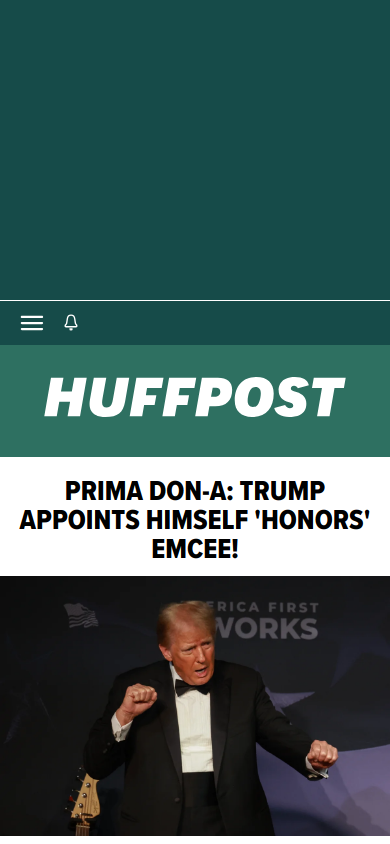 HUFFPOST
PRIMA DON-A: TRUMP
APPOINTS HIMSELF 'HONORS'
EMCEE!
ERICA FIRST
WORKS